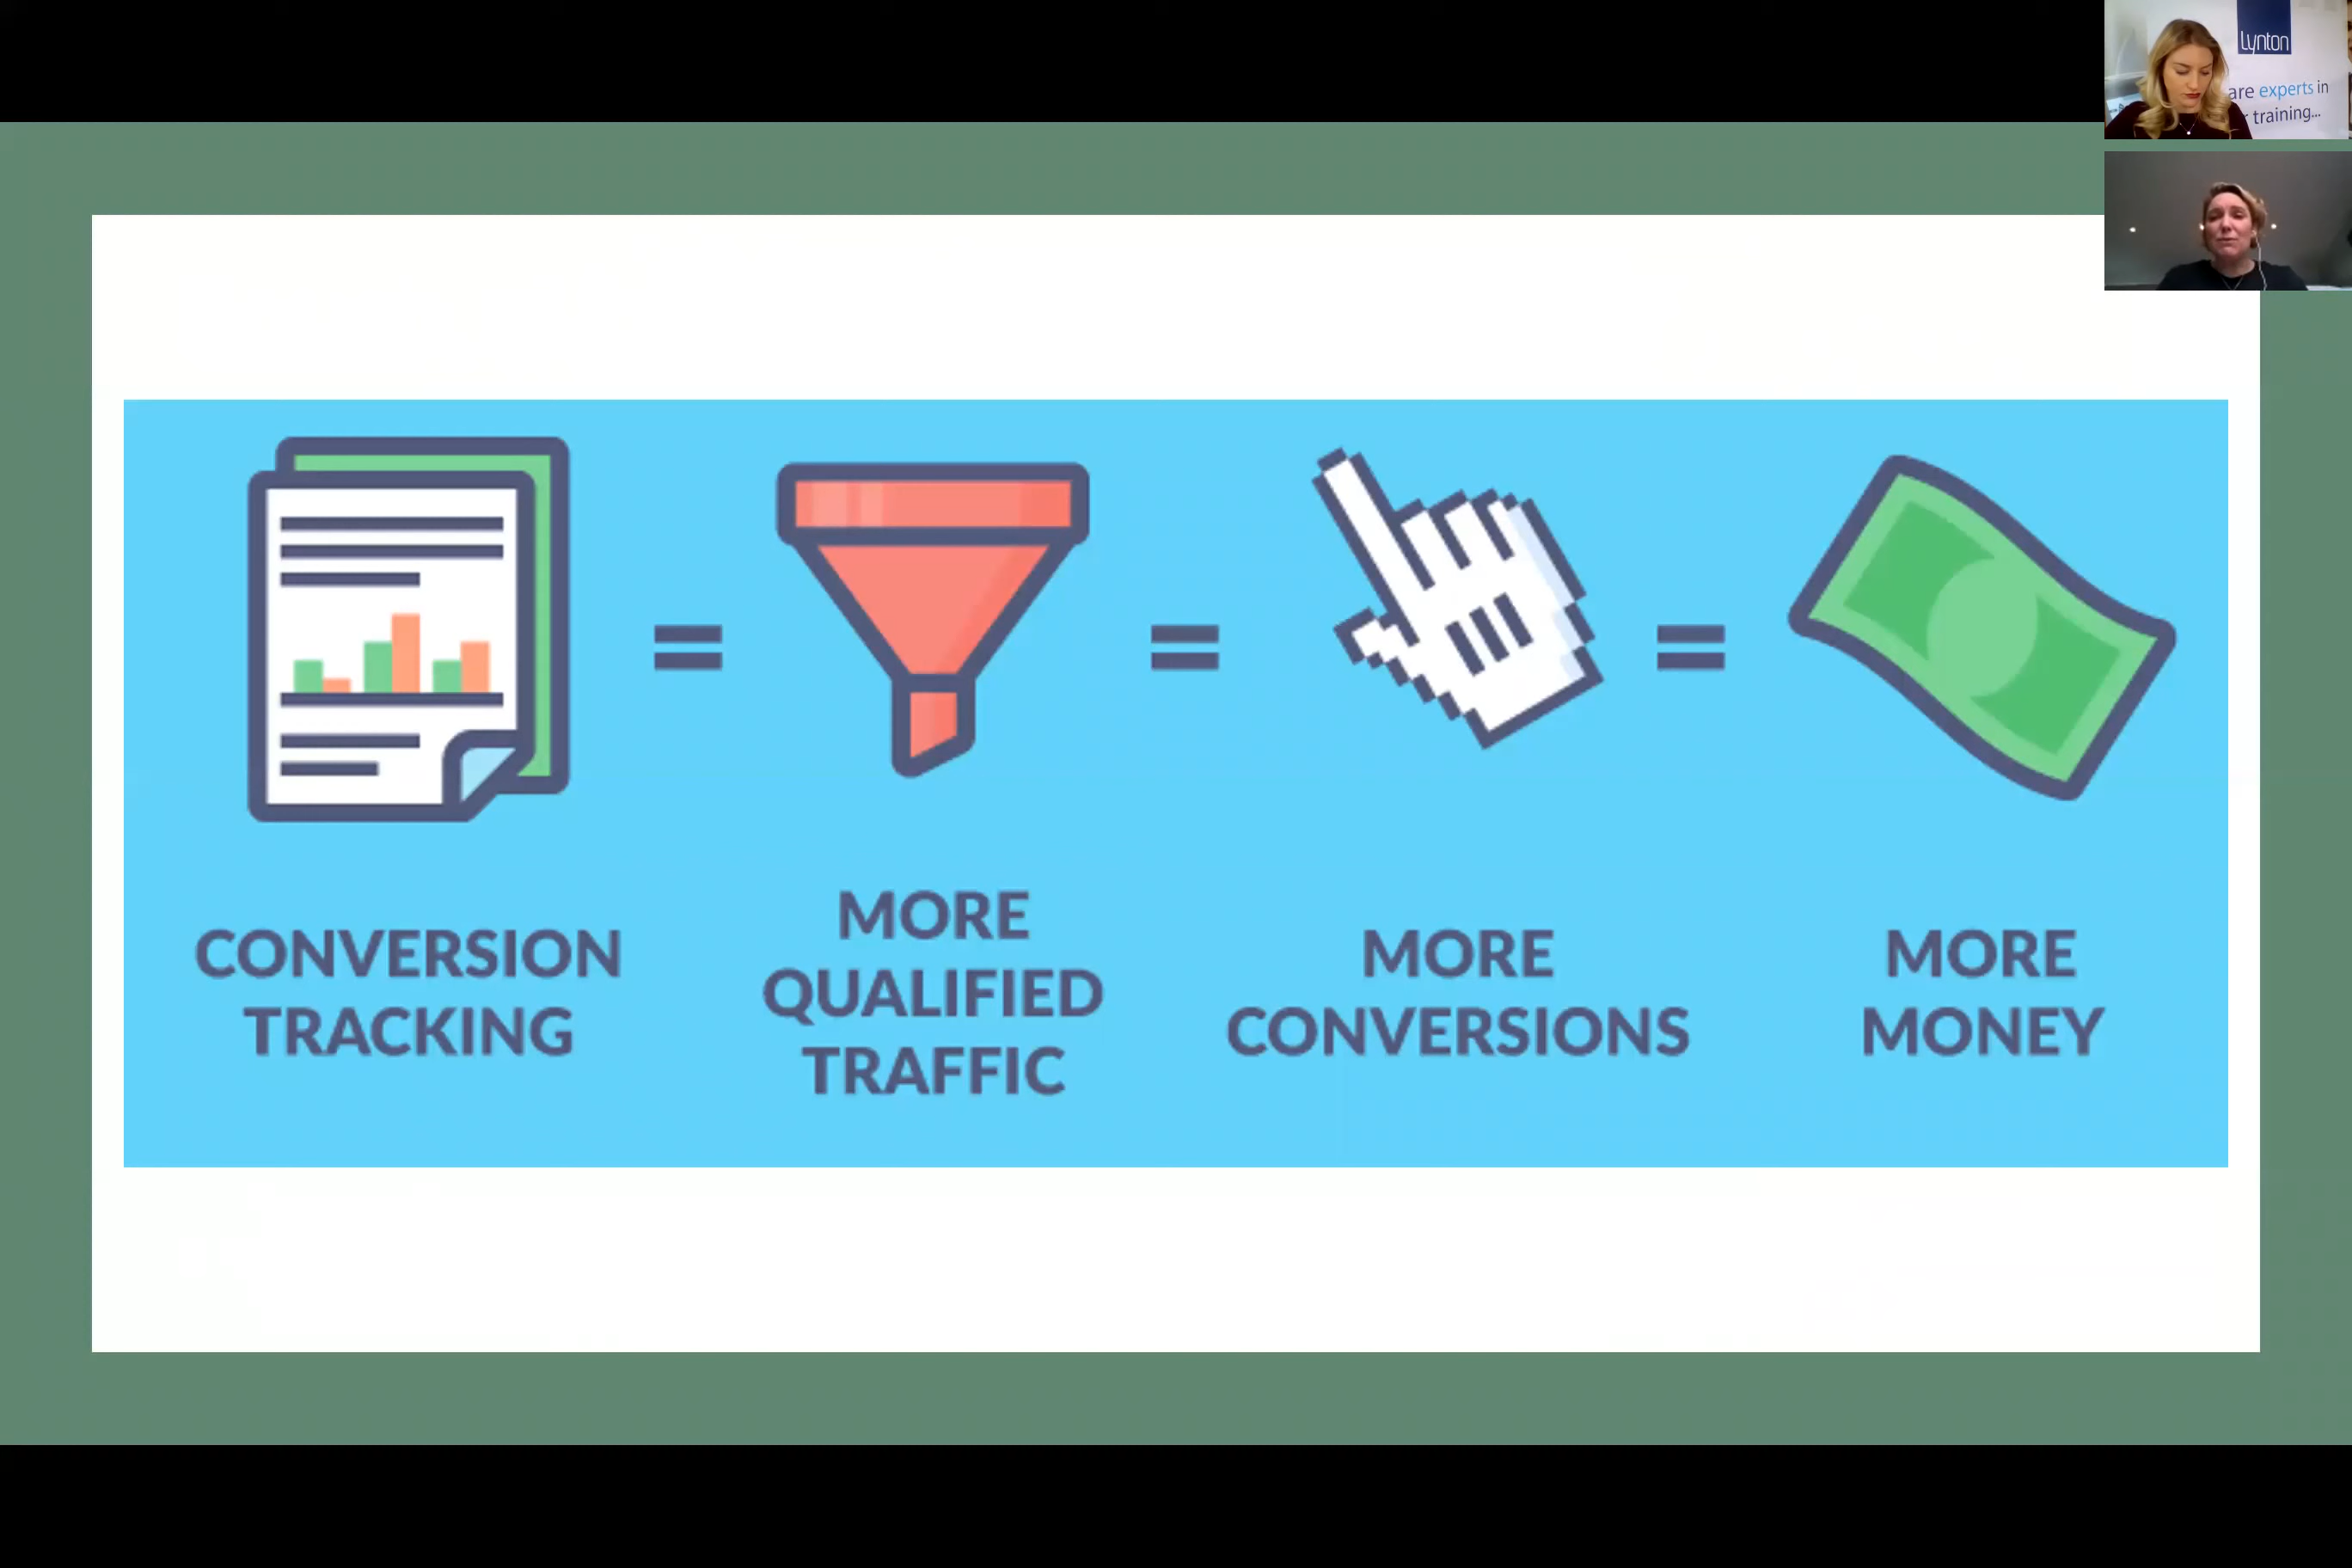 Lynton
are experts in
training...
=
=
=
CONVERSION
TRACKING
MORE
QUALIFIED
TRAFFIC
MORE
CONVERSIONS
MORE
MONEY